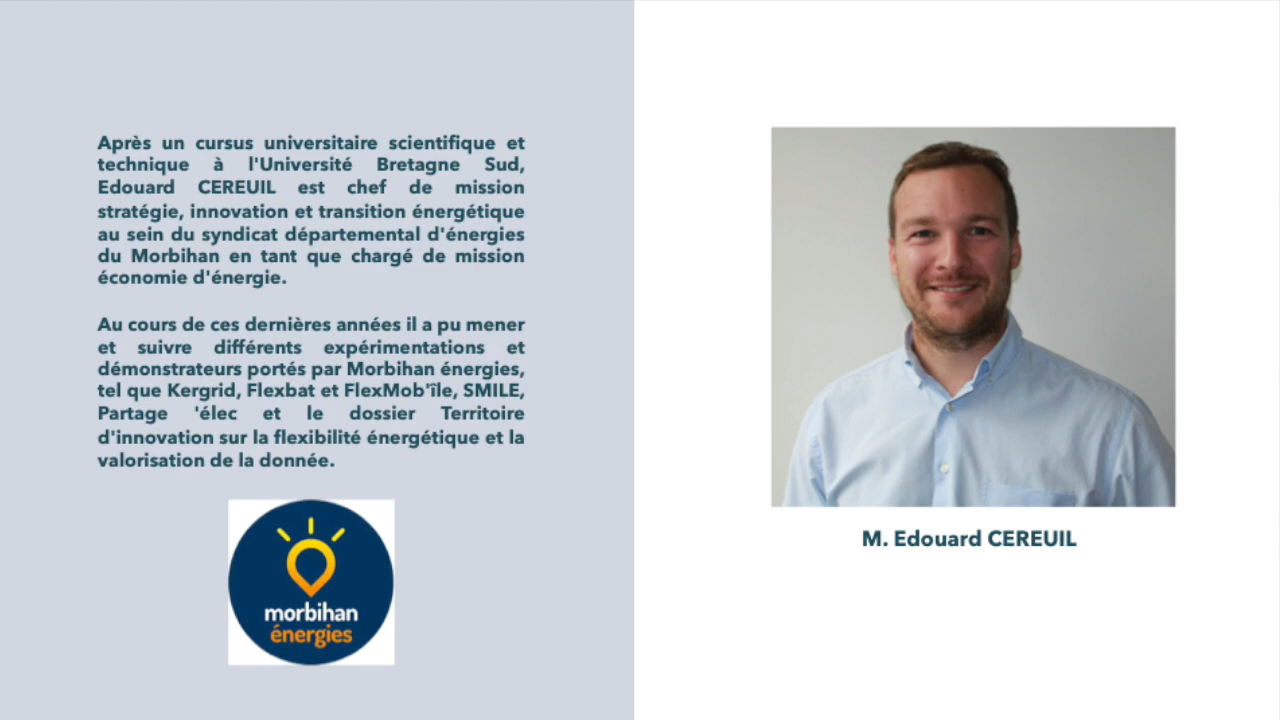 Après un cursus universitaire scientifique et
technique à l'Université Bretagne Sud,
Edouard CEREUIL est chef de mission
stratégie, innovation et transition énergétique
au sein du syndicat départemental d'énergies
du Morbihan en tant que chargé de mission
économie d'énergie.
Au cours de ces dernières années il a pu mener
et suivre différents expérimentations et
démonstrateurs portés par Morbihan énergies,
tel que Kergrid, Flexbat et FlexMob'île, SMILE,
Partage 'élec et le dossier Territoire
d'innovation sur la flexibilité énergétique et la
valorisation de la donnée.
morbihan
énergies
M. Edouard CEREUIL